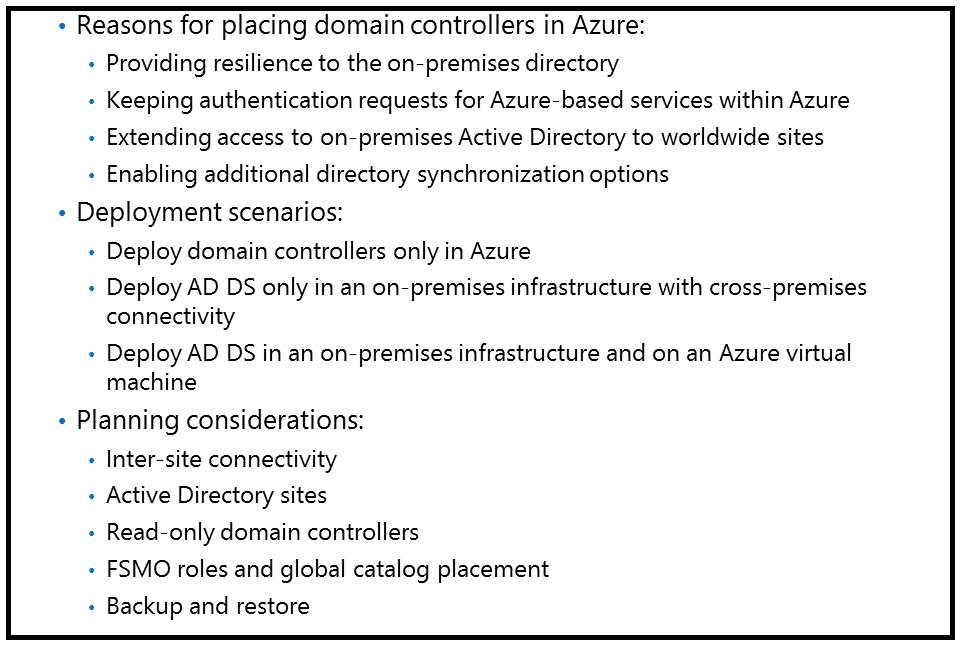 • Reasons for placing domain controllers in Azure:
• Providing resilience to the on-premises directory
• Keeping authentication requests for Azure-based services within Azure
• Extending access to on-premises Active Directory to worldwide sites
• Enabling additional directory synchronization options
• Deployment scenarios:
• Deploy domain controllers only in Azure
• Deploy AD DS only in an on-premises infrastructure with cross-premises
connectivity
• Deploy AD DS in an on-premises infrastructure and on an Azure virtual
machine
• Planning considerations:
• Inter-site connectivity
• Active Directory sites
• Read-only domain controllers
• FSMO roles and global catalog placement
• Backup and restore